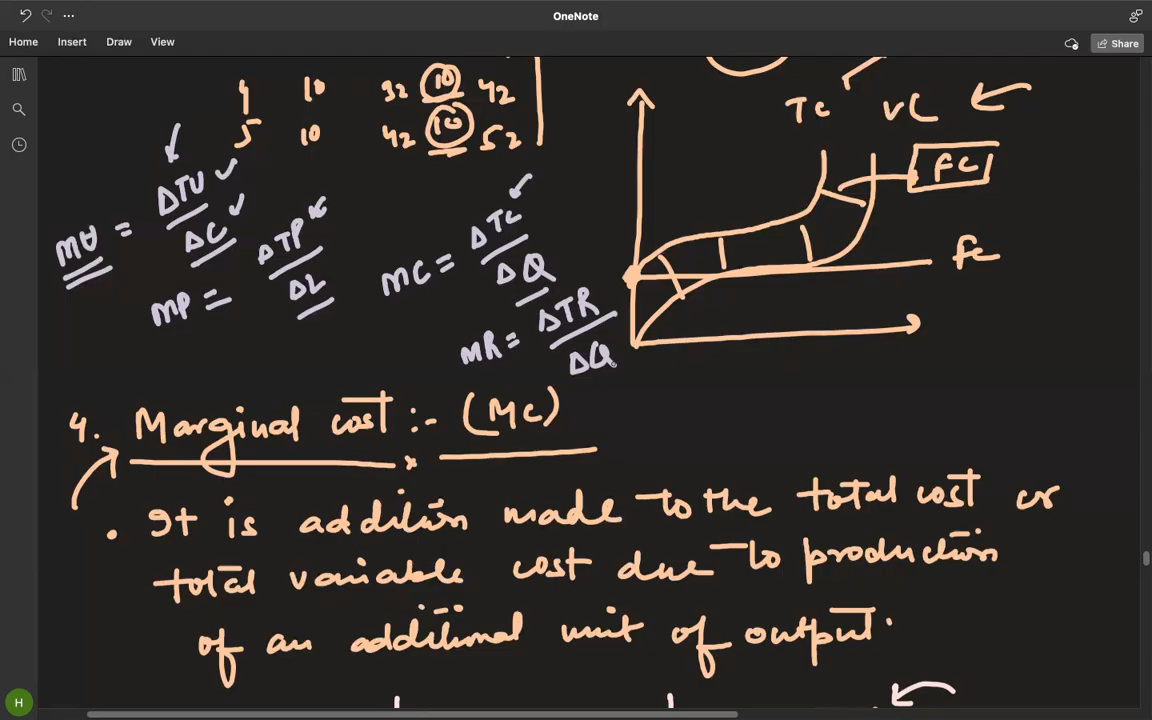 OneNote
Home Insert Draw View
Share
4 10 32 10 42
5 10 42 10 52
TC VC
FC
FC
MU = ΔTU / ΔC
MP = ΔTP / ΔL
MC = ΔTC / ΔQ
MR = ΔTR / ΔQ
4. Marginal cost :- (MC)
• It is addition made to the total cost or
total variable cost due to production
of an additional unit of output.
H